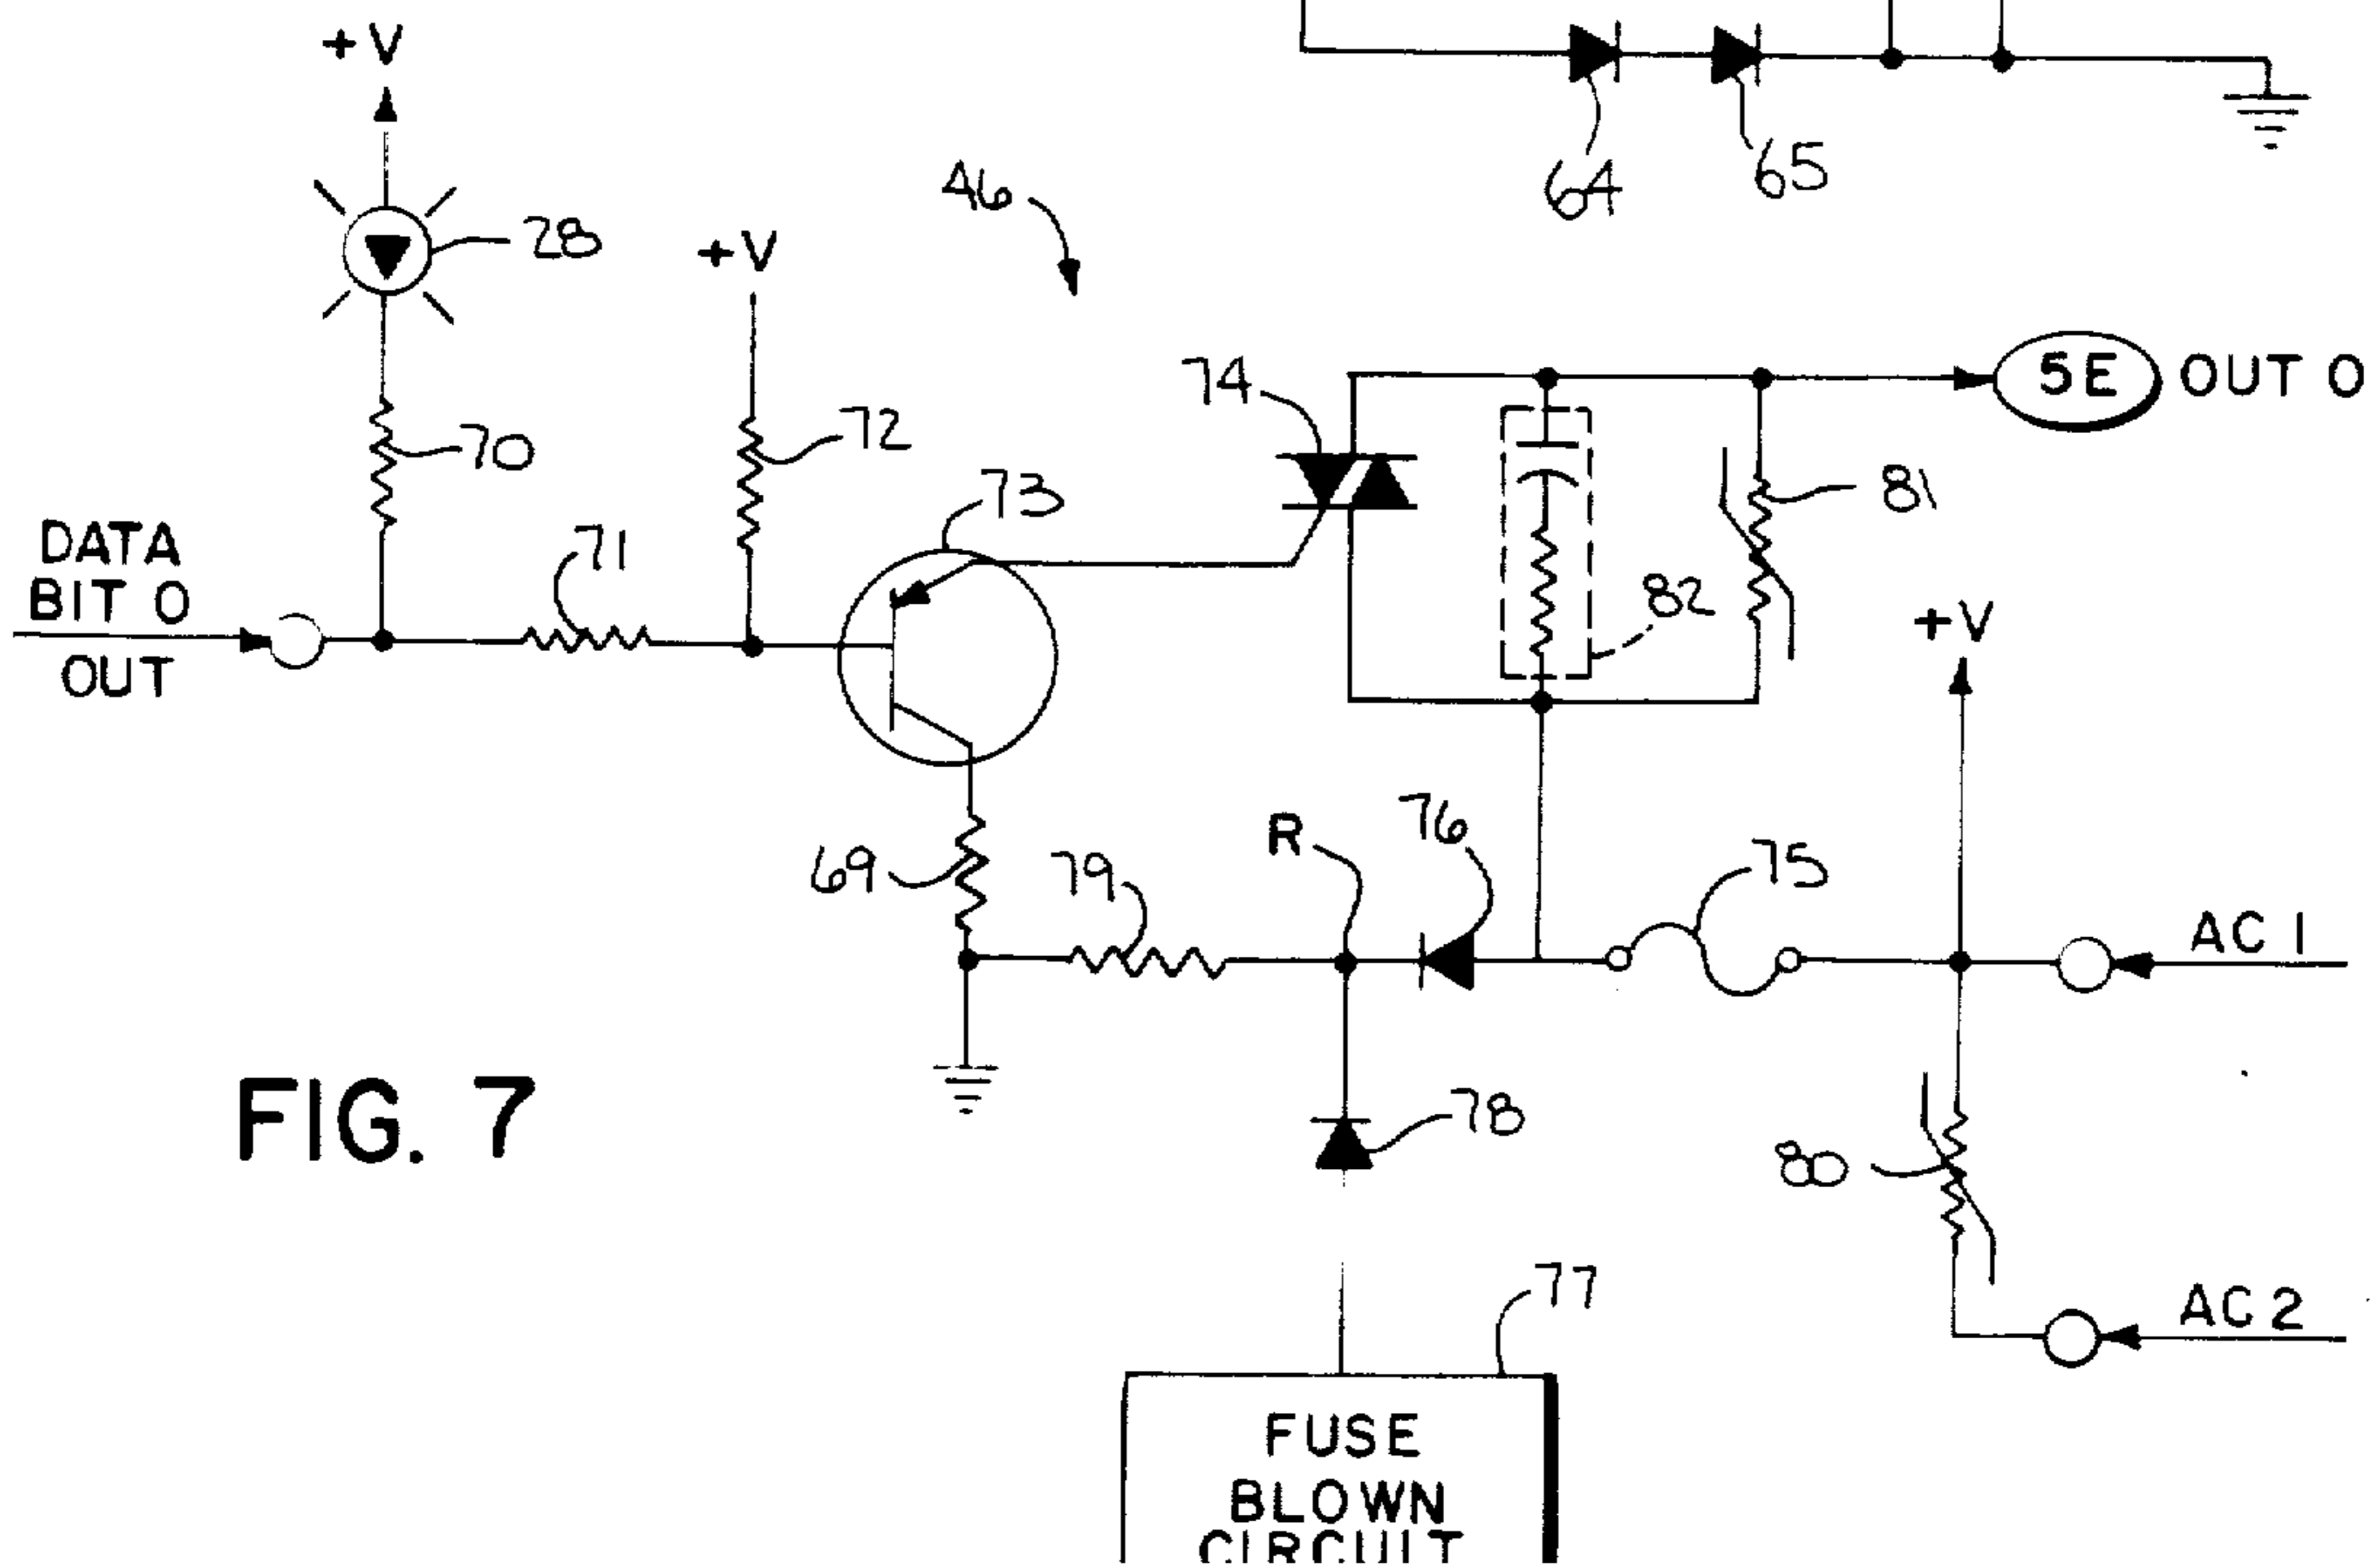 +V
64
65
46
28
+V
74
5E OUT 0
70
72
73
81
DATA
BIT 0
OUT
71
82
+V
69
79
R
76
75
AC 1
FIG. 7
78
80
77
AC 2
FUSE
BLOWN
CIRCUIT